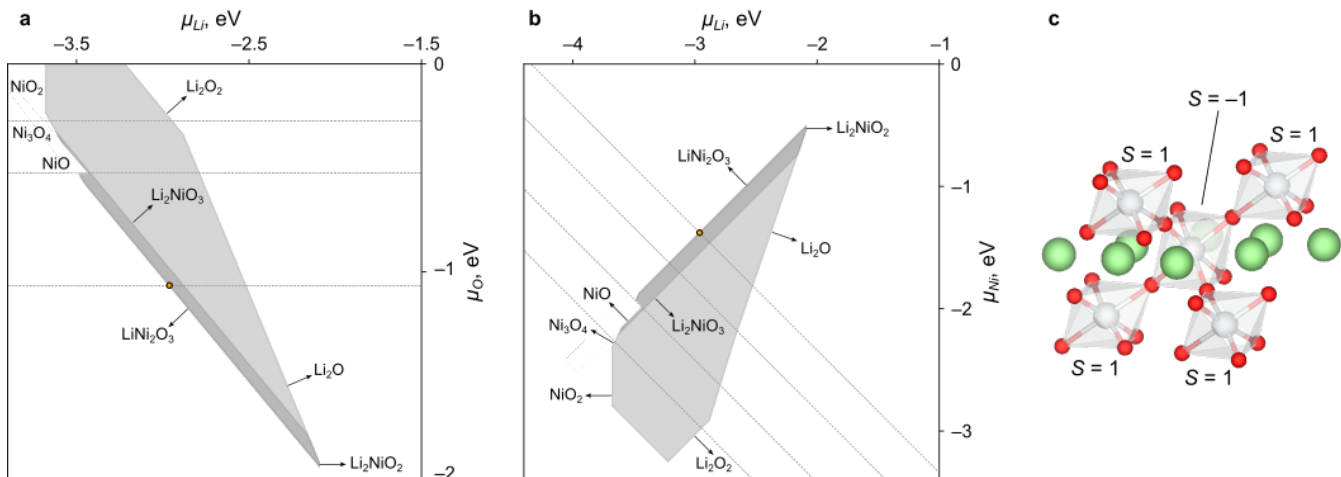 a
μLi, eV
–3.5
–2.5
–1.5
0
NiO2
Li2O2
Ni3O4
NiO
Li2NiO3
–1
μO, eV
LiNi2O3
Li2O
Li2NiO2
–2
b
μLi, eV
–4
–3
–2
–1
0
Li2NiO2
LiNi2O3
–1
Li2O
μNi, eV
NiO
–2
Ni3O4
Li2NiO3
NiO2
–3
Li2O2
c
S = –1
S = 1
S = 1
S = 1
S = 1